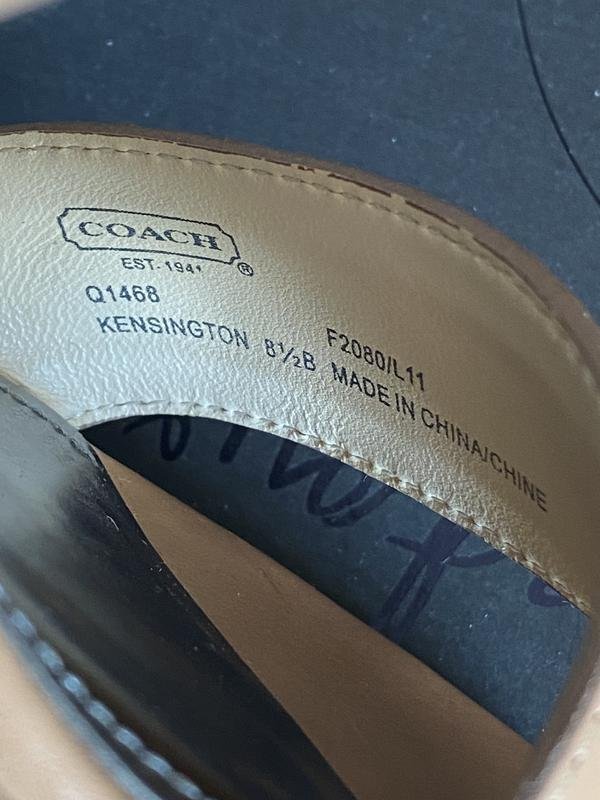 COACH
EST. 1941 ®
Q1468 F2080/L11
KENSINGTON 8½B MADE IN CHINA/CHINE